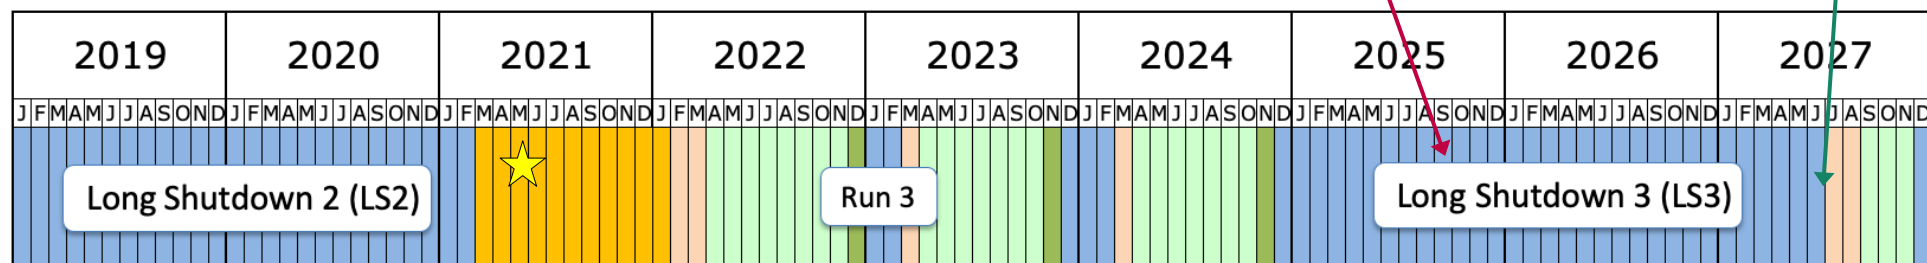 2019 2020 2021 2022 2023 2024 2025 2026 2027
J F M A M J J A S O N D J F M A M J J A S O N D J F M A M J J A S O N D J F M A M J J A S O N D J F M A M J J A S O N D J F M A M J J A S O N D J F M A M J J A S O N D J F M A M J J A S O N D J F M A M J J A S O N D
Long Shutdown 2 (LS2) Run 3 Long Shutdown 3 (LS3)